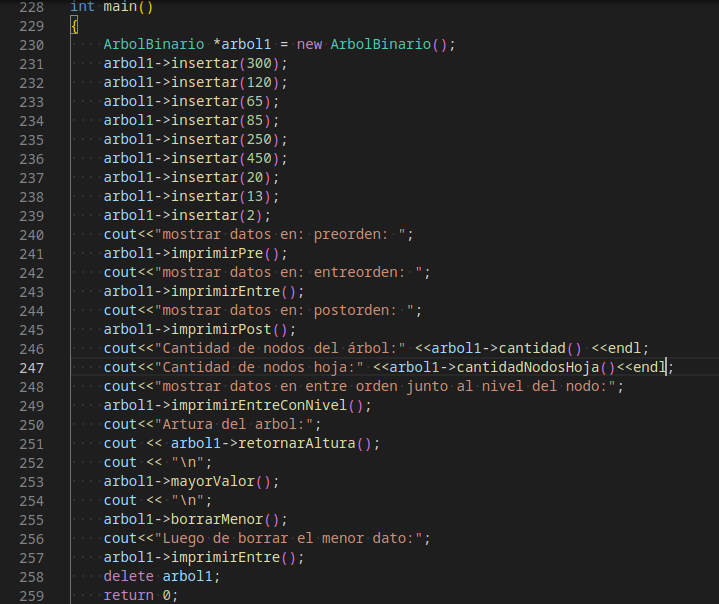 228 int main()
229 {
230 ArbolBinario *arbol1 = new ArbolBinario();
231 arbol1->insertar(300);
232 arbol1->insertar(120);
233 arbol1->insertar(65);
234 arbol1->insertar(85);
235 arbol1->insertar(250);
236 arbol1->insertar(450);
237 arbol1->insertar(20);
238 arbol1->insertar(13);
239 arbol1->insertar(2);
240 cout<<"mostrar datos en: preorden: ";
241 arbol1->imprimirPre();
242 cout<<"mostrar datos en: entreorden: ";
243 arbol1->imprimirEntre();
244 cout<<"mostrar datos en: postorden: ";
245 arbol1->imprimirPost();
246 cout<<"Cantidad de nodos del árbol:" <<arbol1->cantidad() <<endl;
247 cout<<"Cantidad de nodos hoja:" <<arbol1->cantidadNodosHoja()<<endl;
248 cout<<"mostrar datos en entre orden junto al nivel del nodo:";
249 arbol1->imprimirEntreConNivel();
250 cout<<"Artura del arbol:";
251 cout << arbol1->retornarAltura();
252 cout << "\n";
253 arbol1->mayorValor();
254 cout << "\n";
255 arbol1->borrarMenor();
256 cout<<"Luego de borrar el menor dato:";
257 arbol1->imprimirEntre();
258 delete arbol1;
259 return 0;